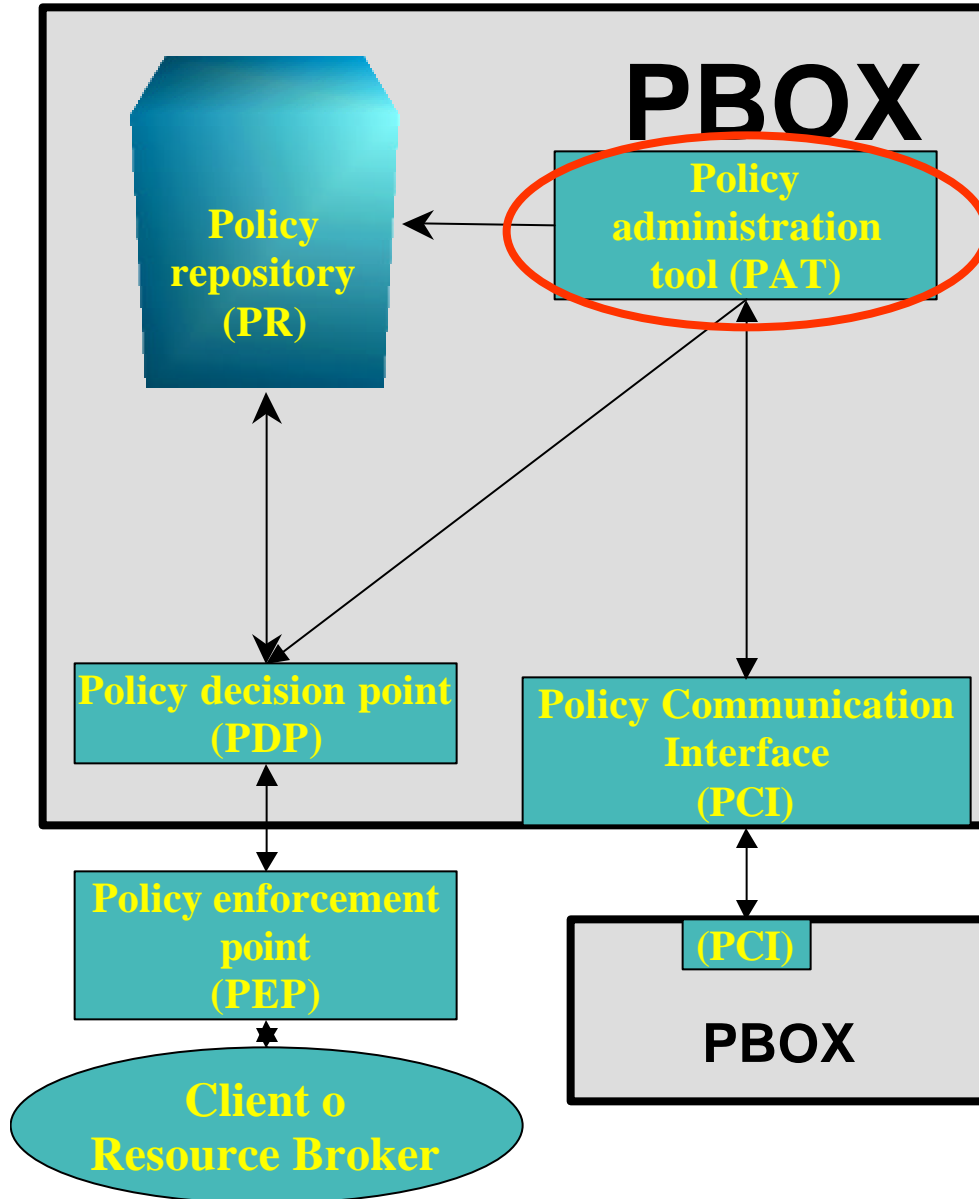 PBOX
Policy
administration
tool (PAT)
Policy
repository
(PR)
Policy decision point
(PDP)
Policy Communication
Interface
(PCI)
Policy enforcement
point
(PEP)
(PCI)
PBOX
Client o
Resource Broker